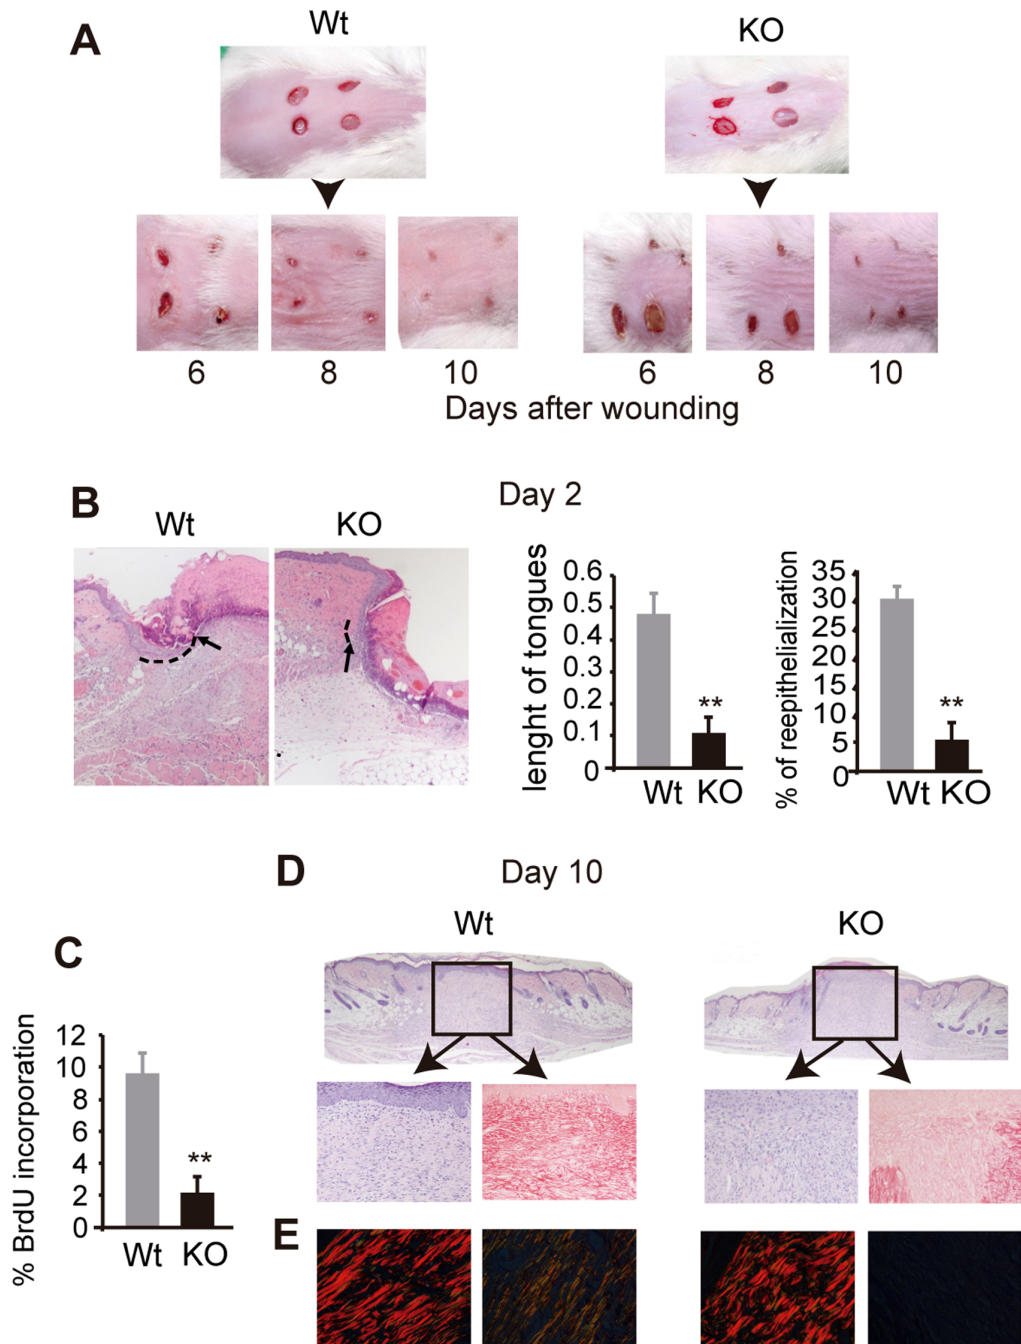 A
Wt
KO
6
8
10
6
8
10
Days after wounding
B
Day 2
Wt
KO
lenght of tongues
0.6
0.5
0.4
0.3
0.2
0.1
0
**
Wt KO
% of reepithelialization
35
30
25
20
15
10
5
0
**
Wt KO
D
Day 10
Wt
KO
C
% BrdU incorporation
12
10
8
6
4
2
0
**
Wt KO
E